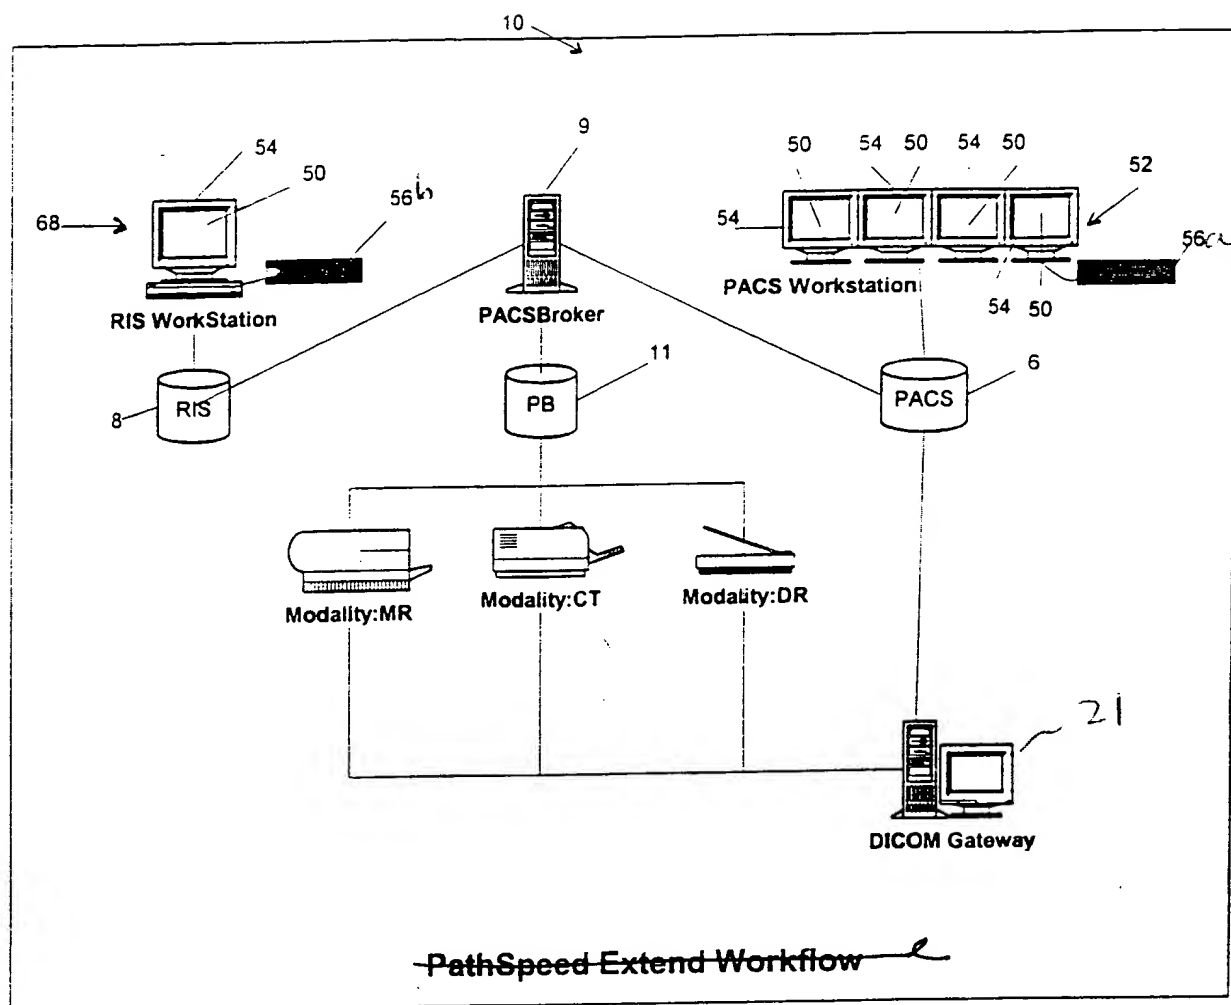 10
9
54
50
56b
68
50 54 50 54 50
52
54
56a
RIS WorkStation
PACSBroker
PACS Workstation
54 50
11
6
8
RIS
PB
PACS
Modality:MR
Modality:CT
Modality:DR
21
DICOM Gateway
PathSpeed Extend Workflow